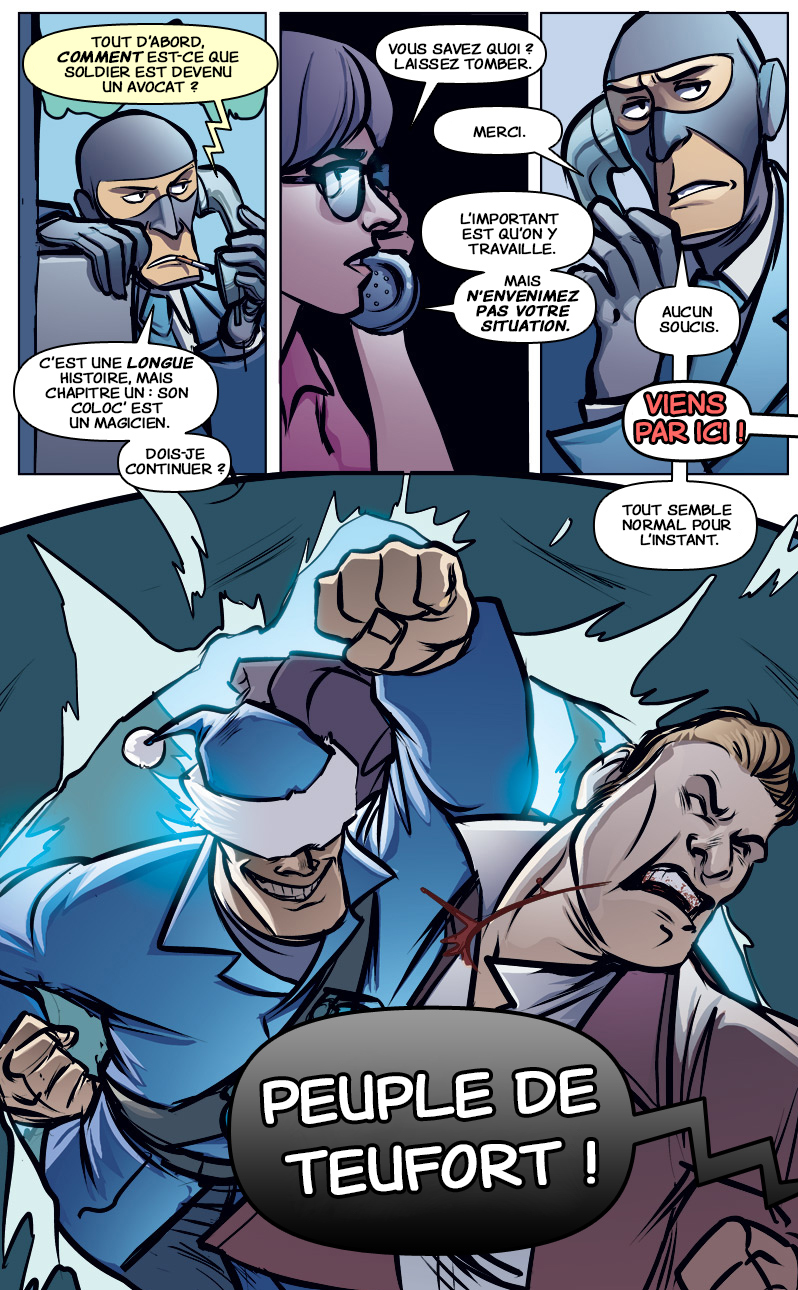 TOUT D'ABORD,
COMMENT EST-CE QUE
SOLDIER EST DEVENU
UN AVOCAT ?
C'EST UNE LONGUE
HISTOIRE, MAIS
CHAPITRE UN : SON
COLOC' EST
UN MAGICIEN.
DOIS-JE
CONTINUER ?
VOUS SAVEZ QUOI ?
LAISSEZ TOMBER.
MERCI.
L'IMPORTANT
EST QU'ON Y
TRAVAILLE.
MAIS
N'ENVENIMEZ
PAS VOTRE
SITUATION.
AUCUN
SOUCIS.
VIENS
PAR ICI !
TOUT SEMBLE
NORMAL POUR
L'INSTANT.
PEUPLE DE
TEUFORT !